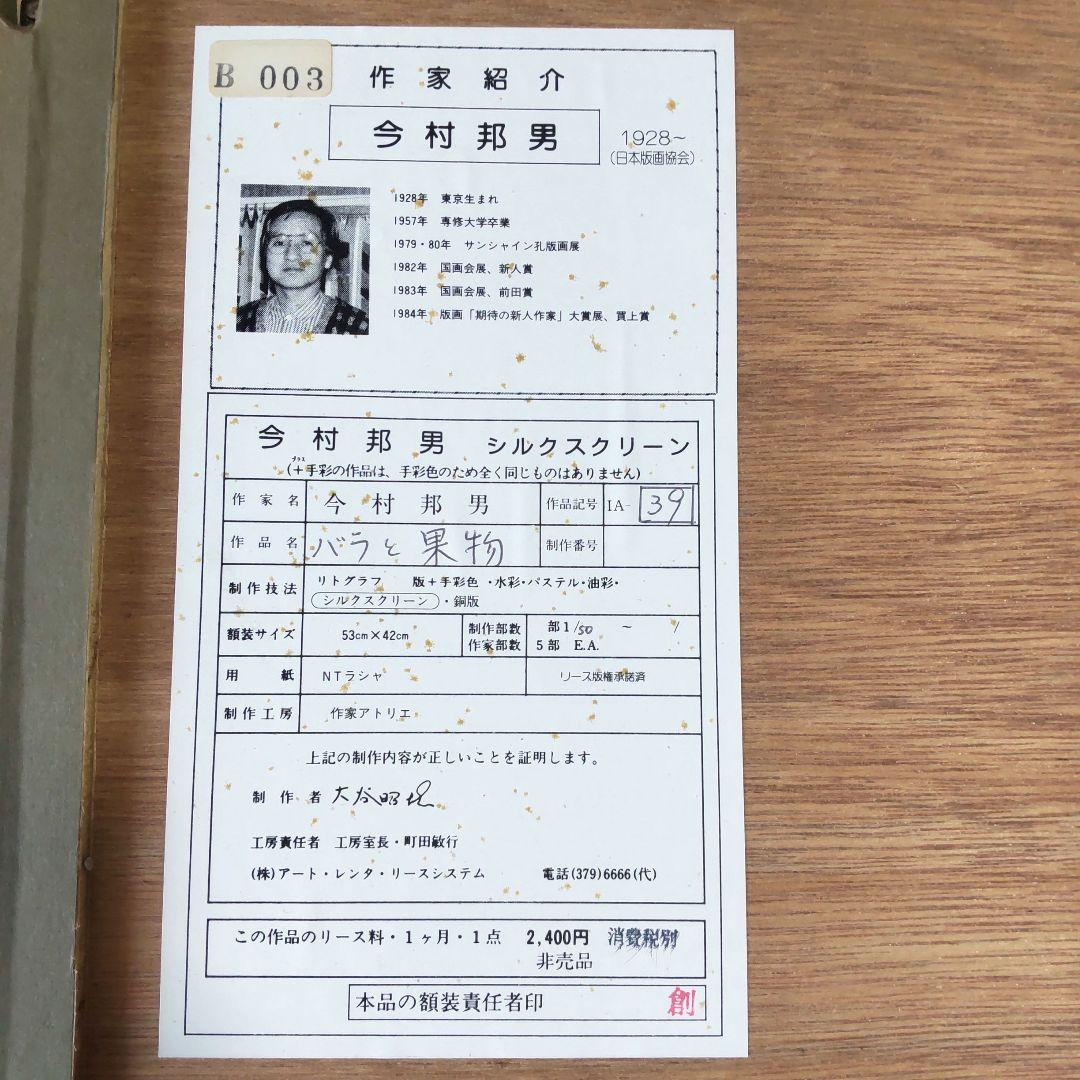 B 003
作家紹介
今村邦男
1928~
(日本版画協会)
1928年 東京生まれ
1957年 専修大学卒業
1979・80年 サンシャイン孔版画展
1982年 国画会展、新人賞
1983年 国画会展、前田賞
1984年 版画「期待の新人作家」大賞展、買上賞
今村邦男 シルクスクリーン
プラス
(+手彩の作品は、手彩色のため全く同じものはありません)
作家名 今村邦男 作品記号 IA- 39
作品名 バラと果物 制作番号
制作技法 リトグラフ 版+手彩色・水彩・パステル・油彩・
シルクスクリーン・銅版
額装サイズ 53cm×42cm
制作部数 部1/50 ~ /
作家部数 5部 E.A.
用紙 NTラシャ リース版権承諾済
制作工房 作家アトリエ
上記の制作内容が正しいことを証明します。
制作者 大谷昭
工房責任者 工房室長・町田敏行
(株)アート・レンタ・リースシステム 電話(379)6666(代)
この作品のリース料・1ヶ月・1点 2,400円 消費税別
非売品
本品の額装責任者印 創